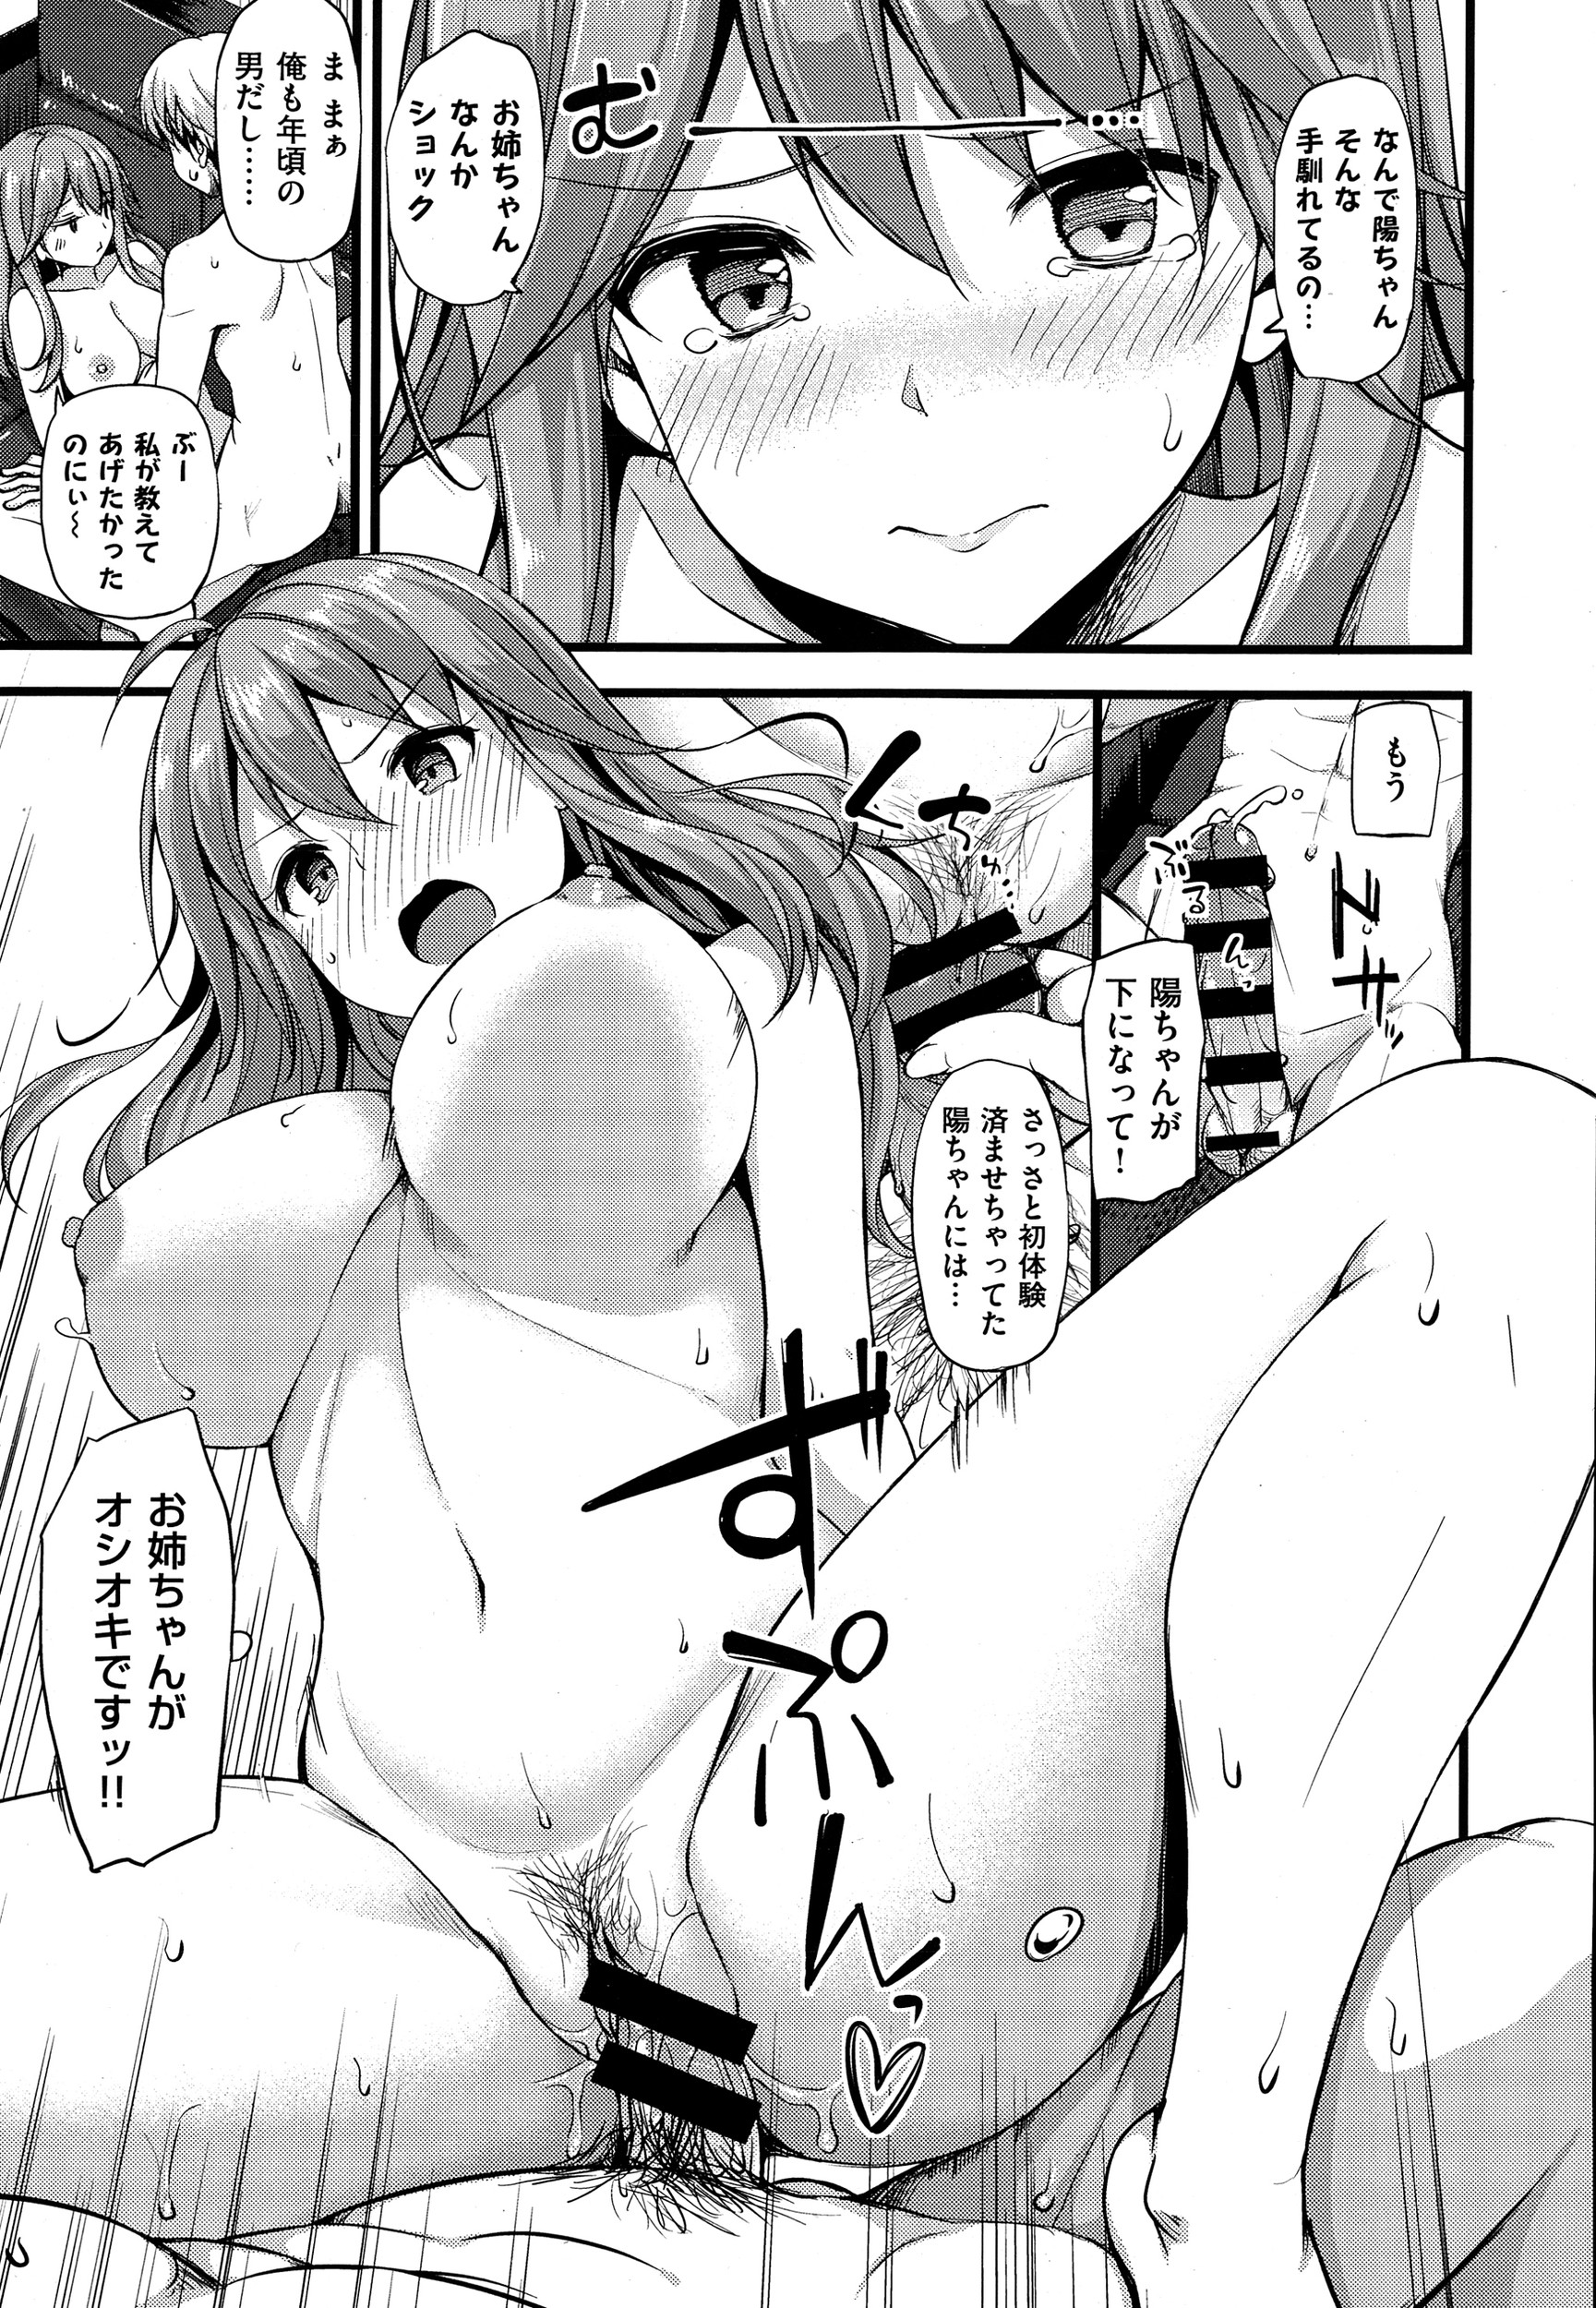 なんで陽ちゃん
そんな
手馴れてるの…
む――…
お姉ちゃん
なんか
ショック
ま まぁ
俺も年頃の
男だし……
ぶー
私が教えて
あげたかった
のにぃ～
もう
ズサッ
ぶるんっ
陽ちゃんが
下になって！
くちゅ…
さっさと初体験
済ませちゃってた
陽ちゃんには…
ずぷんっ♡
お姉ちゃんが
オシオキですッ!!